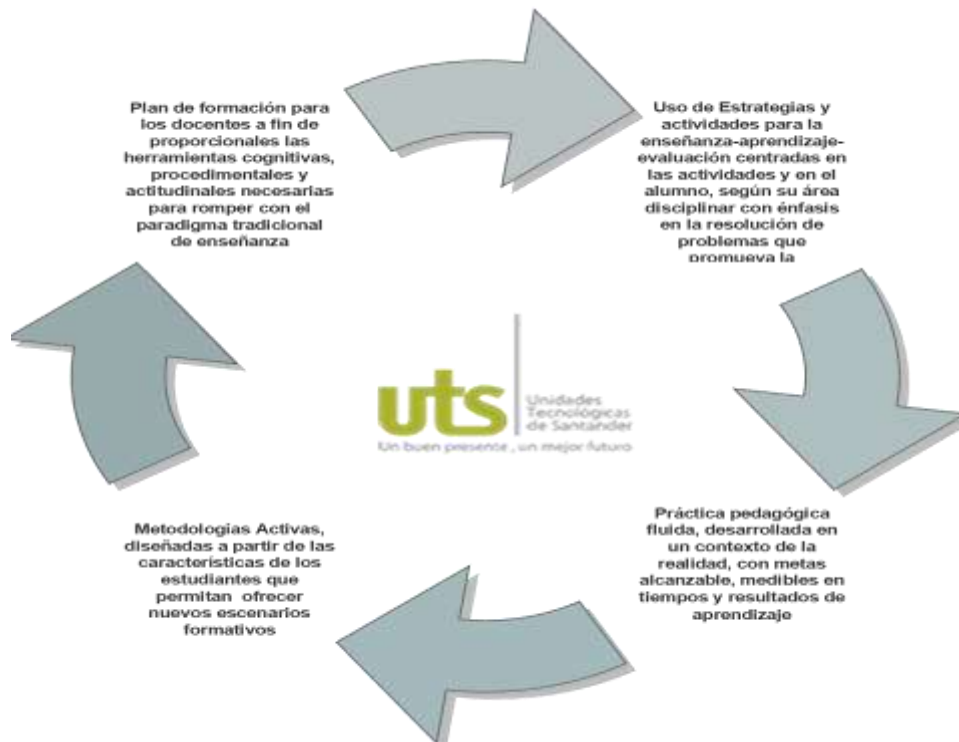 Plan de formación para
los docentes a fin de
proporcionales las
herramientas cognitivas,
procedimentales y
actitudinales necesarias
para romper con el
paradigma tradicional
de enseñanza
Uso de Estrategias y
actividades para la
enseñanza-aprendizaje-
evaluación centradas en
las actividades y en el
alumno, según su área
disciplinar con énfasis
en la resolución de
problemas que
promueva la
uts
Unidades
Tecnológicas
de Santander
Un buen presente , un mejor futuro
Metodologías Activas,
diseñadas a partir de las
características de los
estudiantes que
permitan ofrecer
nuevos escenarios
formativos
Práctica pedagógica
fluida, desarrollada en
un contexto de la
realidad, con metas
alcanzable, medibles en
tiempos y resultados de
aprendizaje